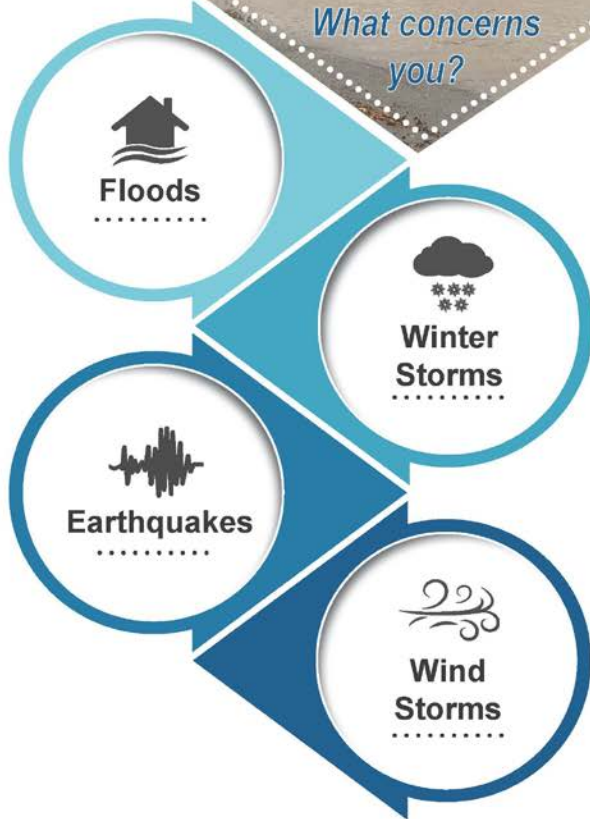 What concerns
you?
Floods
Winter
Storms
Earthquakes
Wind
Storms